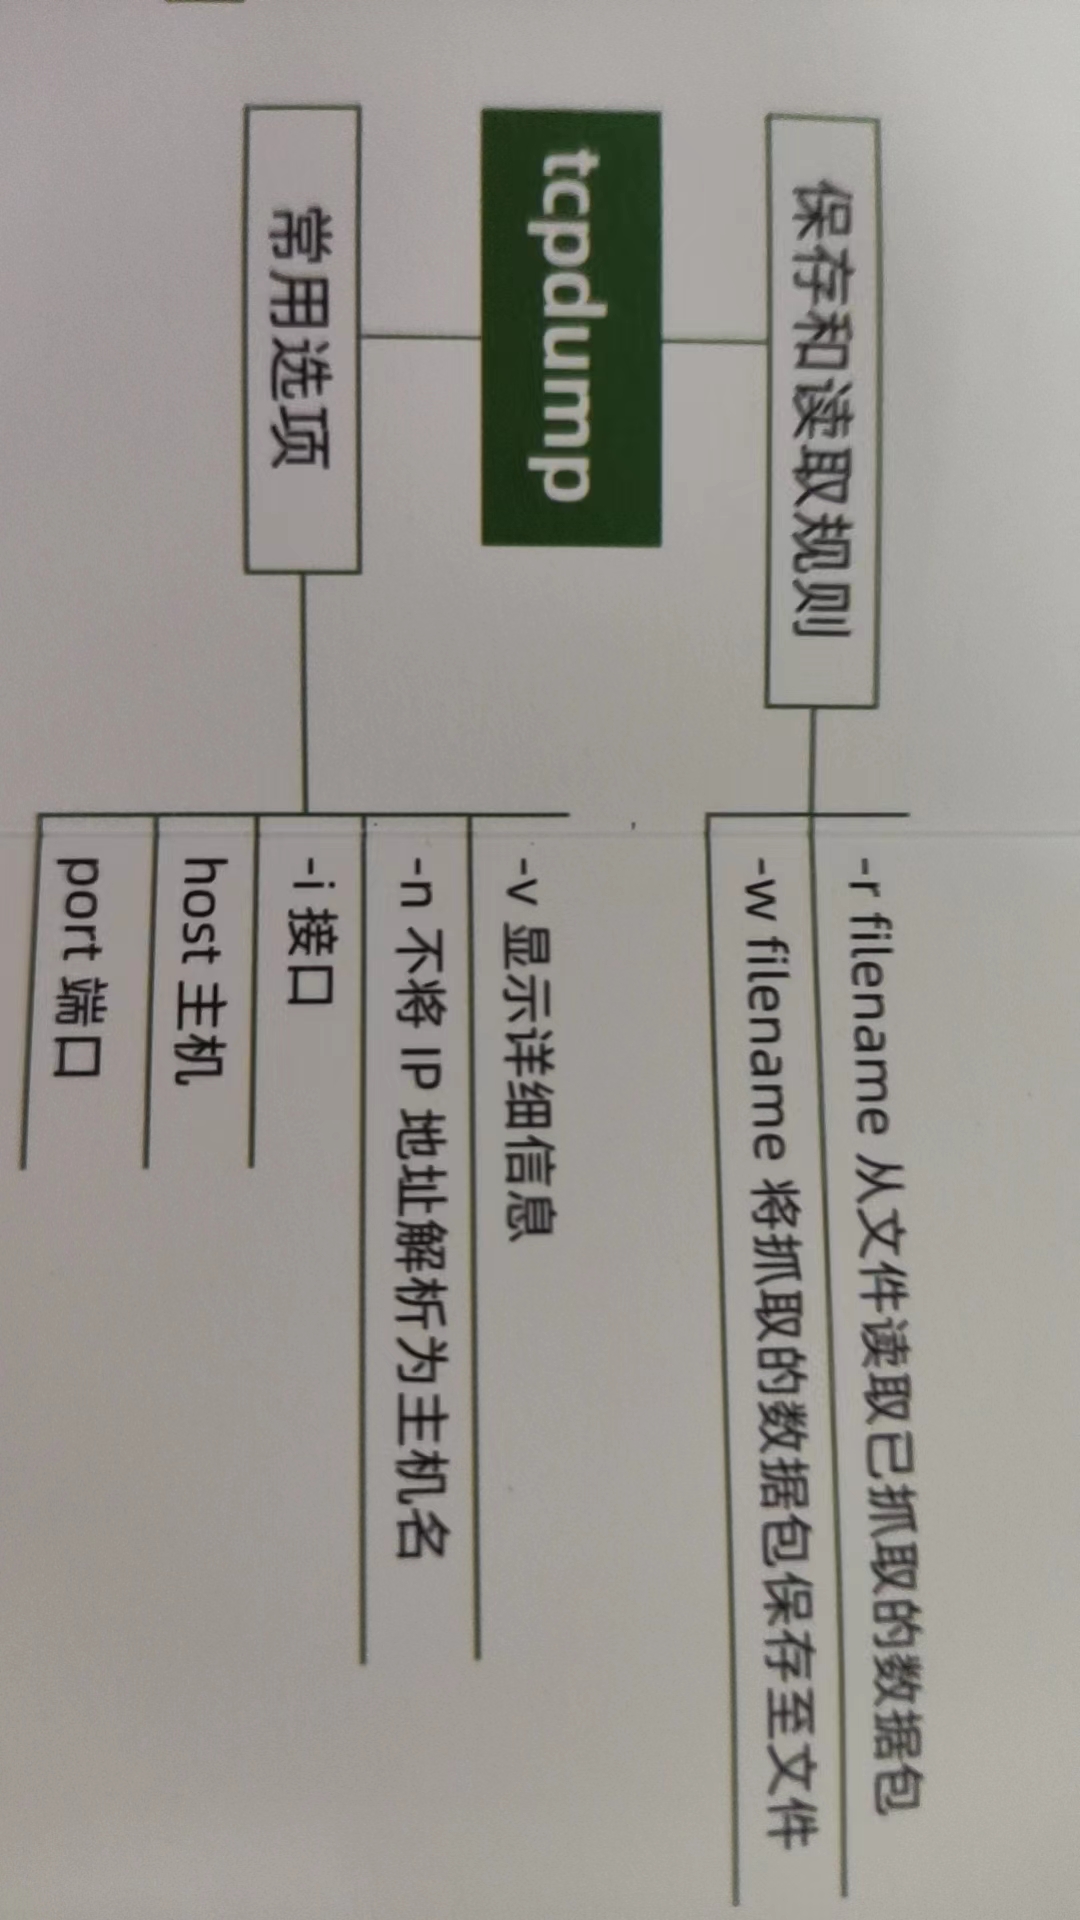 保存和读取规则
-r filename 从文件读取已抓取的数据包
-w filename 将抓取的数据包保存至文件
tcpdump
常用选项
-v 显示详细信息
-n 不将 IP 地址解析为主机名
-i 接口
host 主机
port 端口